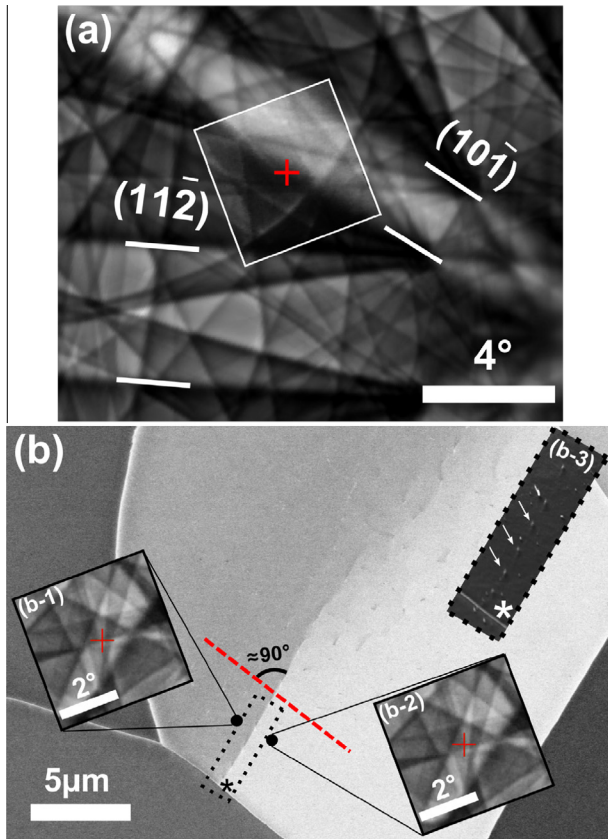 (a)
(101̄)
(112̄)
4°
(b)
(b-3)
*
(b-1)
2°
≈90°
(b-2)
2°
*
5μm